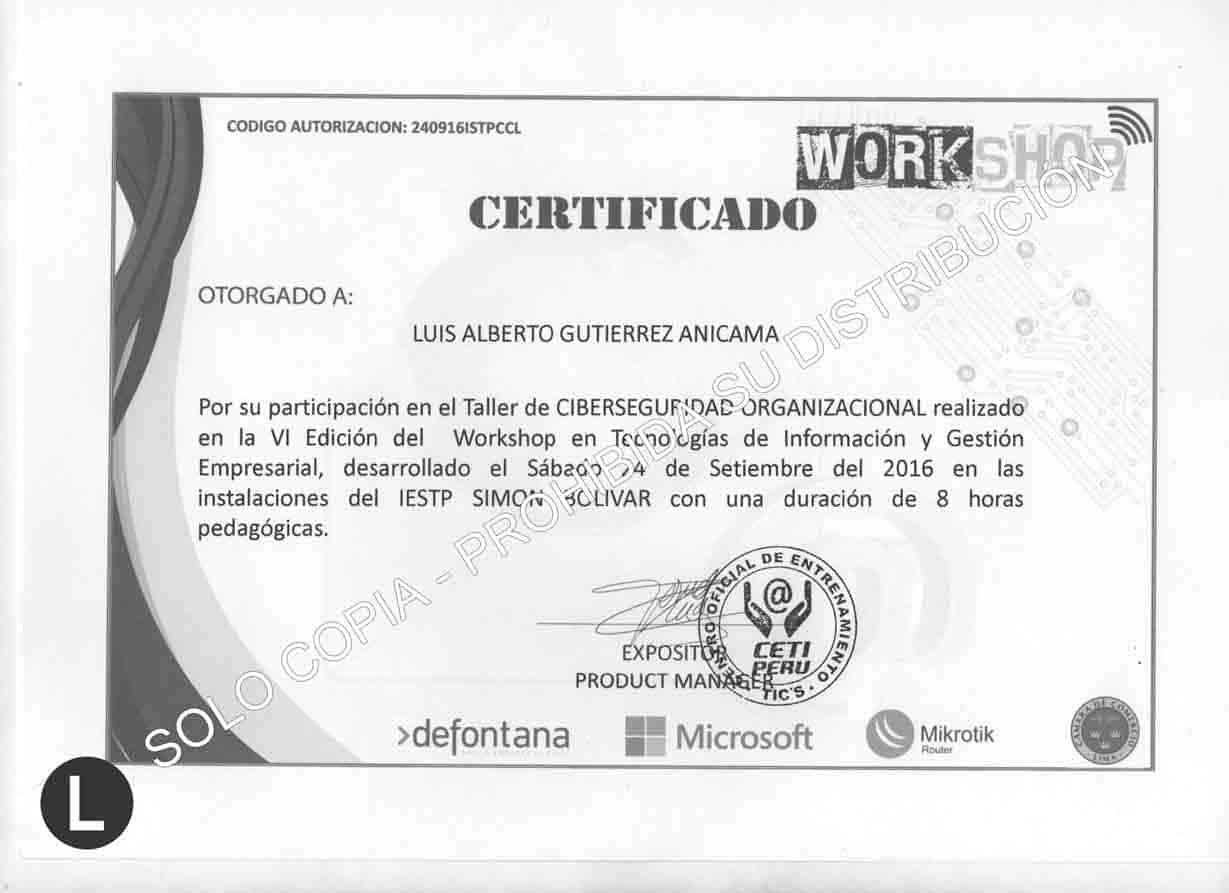 CODIGO AUTORIZACION: 240916ISTPCCL
WORKSHOP
CERTIFICADO
OTORGADO A:
LUIS ALBERTO GUTIERREZ ANICAMA
Por su participación en el Taller de CIBERSEGURIDAD ORGANIZACIONAL realizado
en la VI Edición del Workshop en Tecnologías de Información y Gestión
Empresarial, desarrollado el Sábado 24 de Setiembre del 2016 en las
instalaciones del IESTP SIMON BOLIVAR con una duración de 8 horas
pedagógicas.
SOLO COPIA - PROHIBIDA SU DISTRIBUCION
CENTRO OFICIAL DE ENTRENAMIENTO TIC'S
@
CETI
PERU
EXPOSITOR
PRODUCT MANAGER
>defontana
Microsoft
Mikrotik
Router
CAMARA DE COMERCIO
LIMA
L